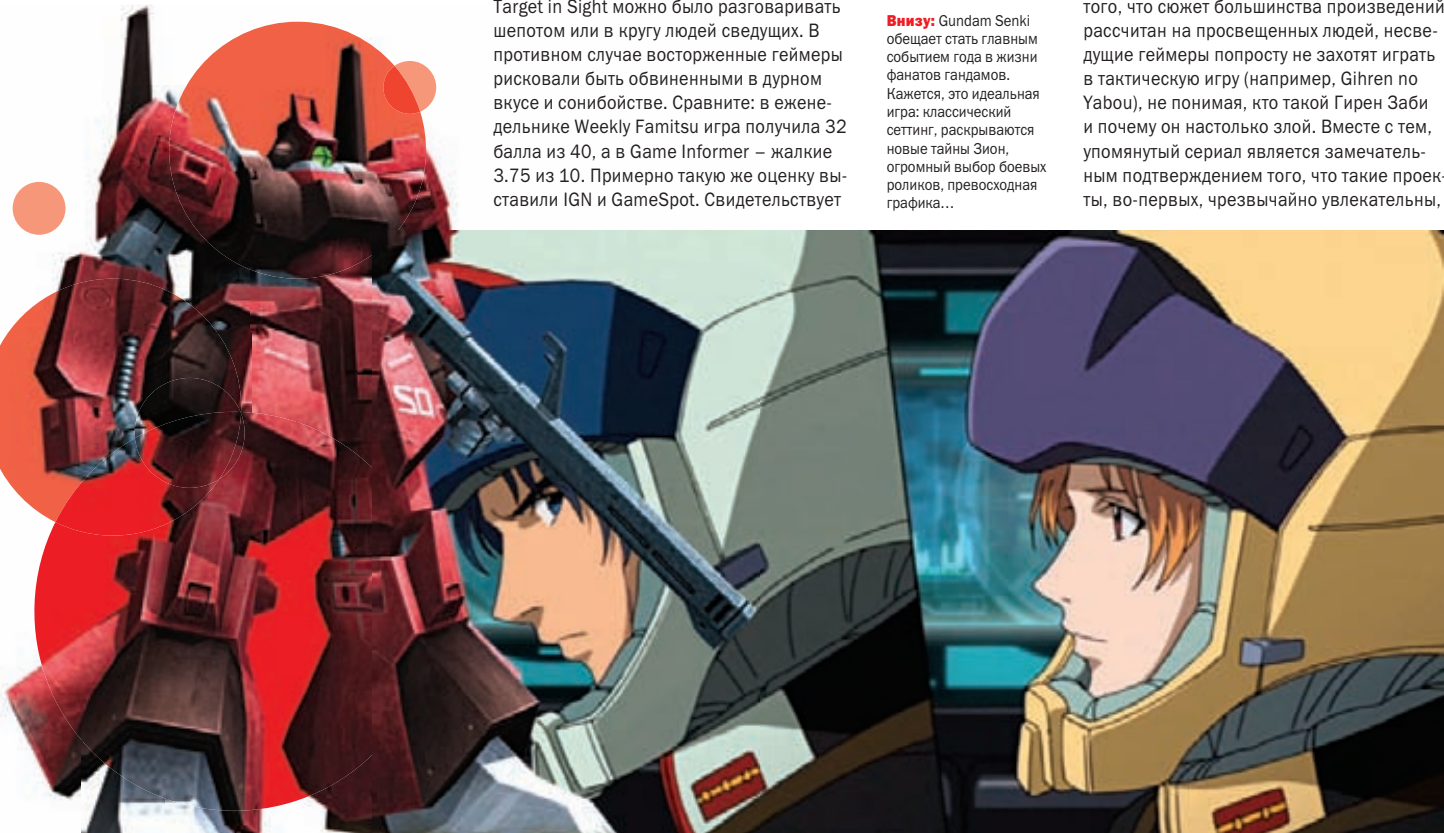 Target in Sight можно было разговаривать
шепотом или в кругу людей сведущих. В
противном случае восторженные геймеры
рисковали быть обвиненными в дурном
вкусе и сонибойстве. Сравните: в ежене-
дельнике Weekly Famitsu игра получила 32
балла из 40, а в Game Informer – жалкие
3.75 из 10. Примерно такую же оценку вы-
ставили IGN и GameSpot. Свидетельствует
Внизу: Gundam Senki
обещает стать главным
событием года в жизни
фанатов гандамов.
Кажется, это идеальная
игра: классический
сеттинг, раскрываются
новые тайны Зион,
огромный выбор боевых
роликов, превосходная
графика...
того, что сюжет большинства произведений
рассчитан на просвещенных людей, несве-
дущие геймеры попросту не захотят играть
в тактическую игру (например, Gihren no
Yabou), не понимая, кто такой Гирен Заби
и почему он настолько злой. Вместе с тем,
упомянутый сериал является замечатель-
ным подтверждением того, что такие проек-
ты, во-первых, чрезвычайно увлекательны,
SD